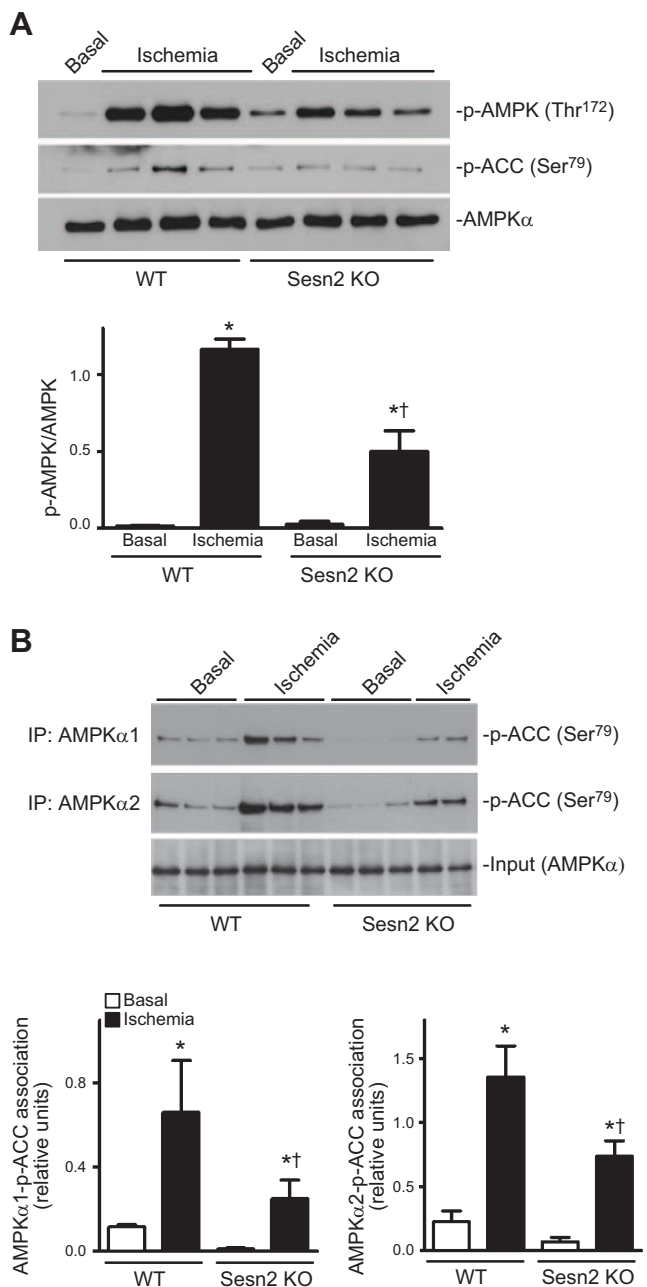 A
Basal Ischemia Basal Ischemia
-p-AMPK (Thr172)
-p-ACC (Ser79)
-AMPKα
WT Sesn2 KO
p-AMPK/AMPK
1.0
0.5
0.0
*
*†
Basal Ischemia Basal Ischemia
WT Sesn2 KO
B
Basal Ischemia Basal Ischemia
IP: AMPKα1 -p-ACC (Ser79)
IP: AMPKα2 -p-ACC (Ser79)
-Input (AMPKα)
WT Sesn2 KO
Basal
Ischemia
AMPKα1-p-ACC association
(relative units)
0.8
0.4
0.0
*
*†
WT Sesn2 KO
AMPKα2-p-ACC association
(relative units)
1.5
1.0
0.5
0.0
*
*†
WT Sesn2 KO